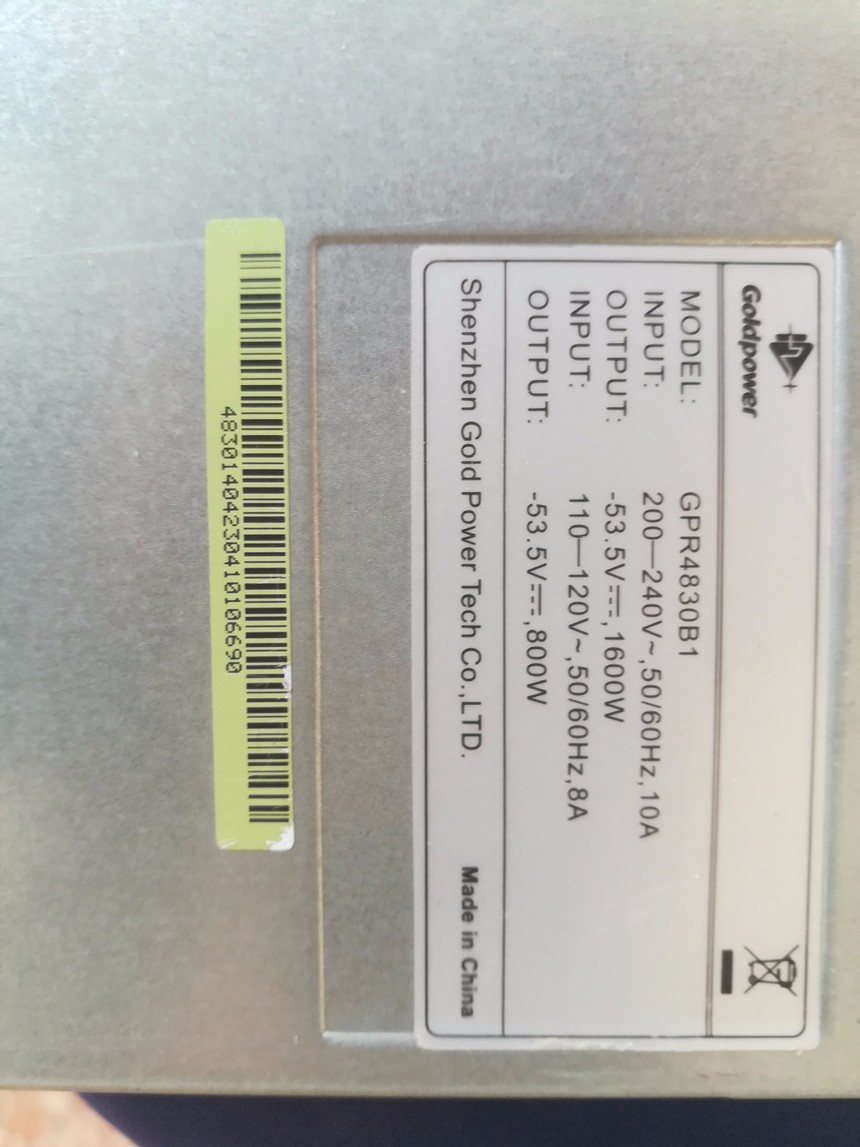 Goldpower
MODEL: GPR4830B1
INPUT: 200—240V~,50/60Hz,10A
OUTPUT: -53.5V⎓,1600W
INPUT: 110—120V~,50/60Hz,8A
OUTPUT: -53.5V⎓,800W
Shenzhen Gold Power Tech Co.,LTD. Made in China
48301404230410106690